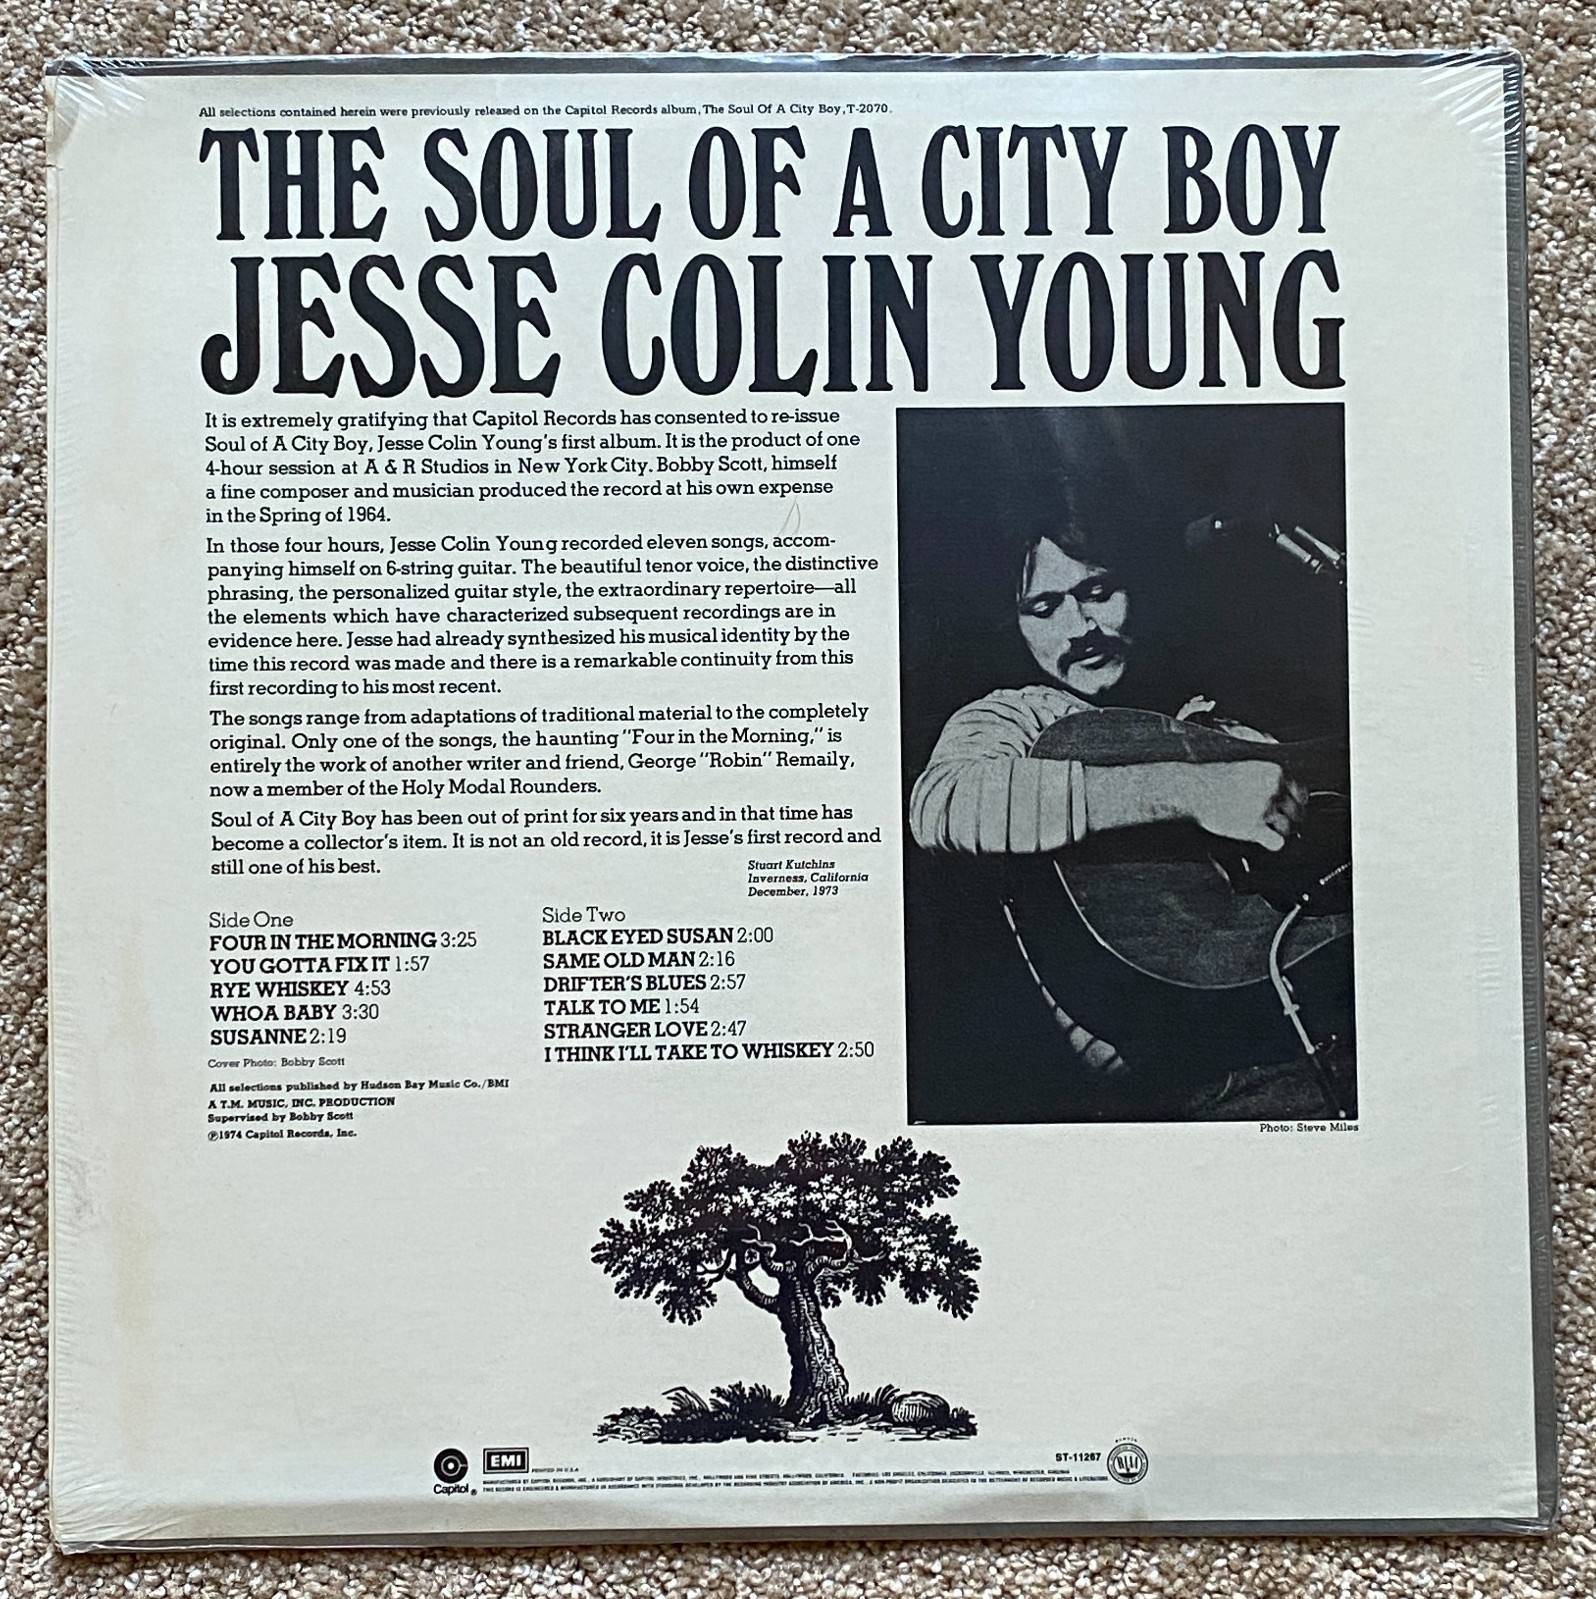 All selections contained herein were previously released on the Capitol Records album, The Soul Of A City Boy, T-2070.
THE SOUL OF A CITY BOY
JESSE COLIN YOUNG
It is extremely gratifying that Capitol Records has consented to re-issue
Soul of A City Boy, Jesse Colin Young's first album. It is the product of one
4-hour session at A & R Studios in New York City. Bobby Scott, himself
a fine composer and musician produced the record at his own expense
in the Spring of 1964.
In those four hours, Jesse Colin Young recorded eleven songs, accom-
panying himself on 6-string guitar. The beautiful tenor voice, the distinctive
phrasing, the personalized guitar style, the extraordinary repertoire—all
the elements which have characterized subsequent recordings are in
evidence here. Jesse had already synthesized his musical identity by the
time this record was made and there is a remarkable continuity from this
first recording to his most recent.
The songs range from adaptations of traditional material to the completely
original. Only one of the songs, the haunting "Four in the Morning," is
entirely the work of another writer and friend, George "Robin" Remaily,
now a member of the Holy Modal Rounders.
Soul of A City Boy has been out of print for six years and in that time has
become a collector's item. It is not an old record, it is Jesse's first record and
still one of his best.
Stuart Kutchins
Inverness, California
December, 1973
Side One
FOUR IN THE MORNING 3:25
YOU GOTTA FIX IT 1:57
RYE WHISKEY 4:53
WHOA BABY 3:30
SUSANNE 2:19
Cover Photo: Bobby Scott
All selections published by Hudson Bay Music Co./BMI
A T.M. MUSIC, INC. PRODUCTION
Supervised by Bobby Scott
℗1974 Capitol Records, Inc.
Side Two
BLACK EYED SUSAN 2:00
SAME OLD MAN 2:16
DRIFTER'S BLUES 2:57
TALK TO ME 1:54
STRANGER LOVE 2:47
I THINK I'LL TAKE TO WHISKEY 2:50
Photo: Steve Miles
Capitol®
EMI
PRINTED IN U.S.A.
ST-11267
RIAA